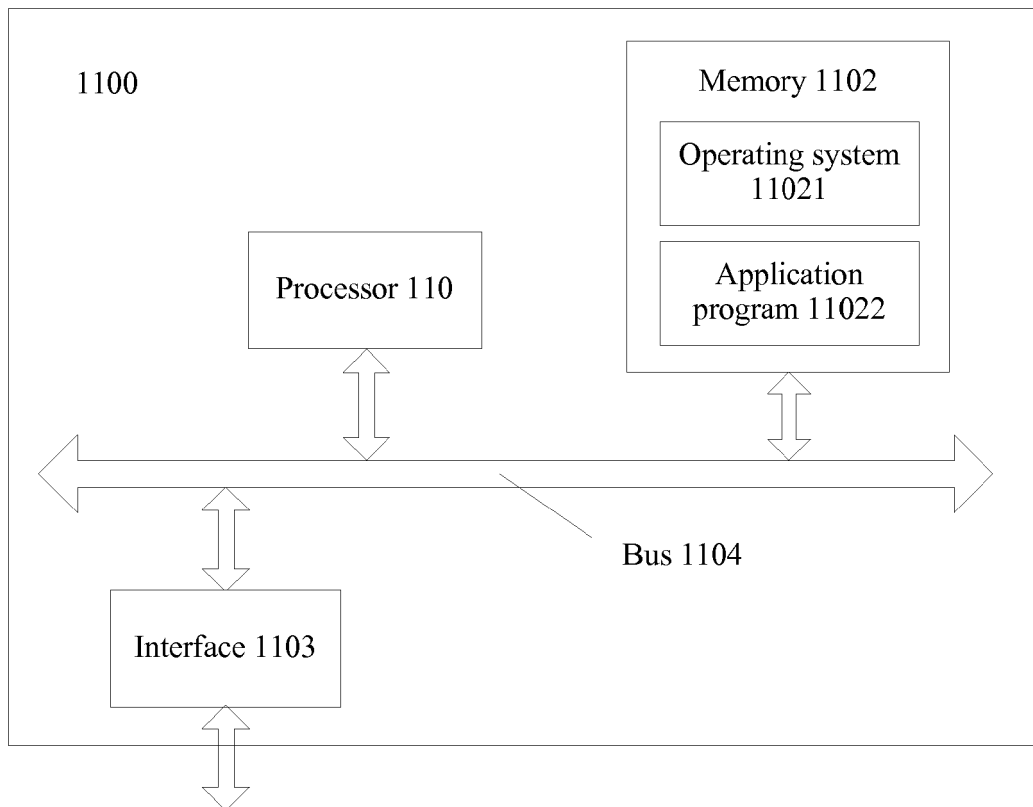 1100
Memory 1102
Operating system
11021
Application
program 11022
Processor 110
Bus 1104
Interface 1103